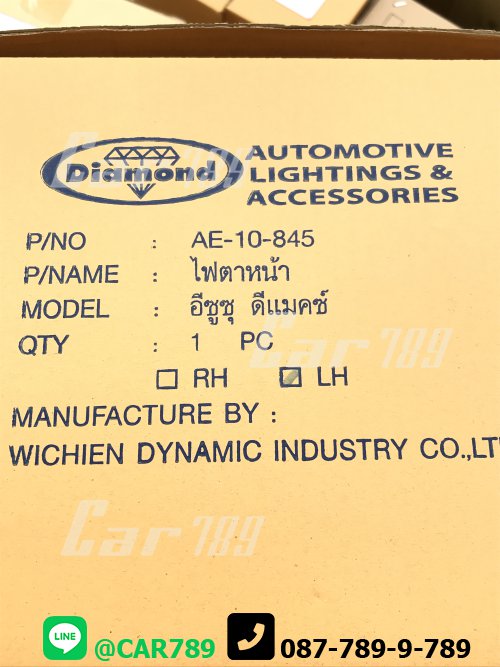 Diamond
AUTOMOTIVE
LIGHTINGS &
ACCESSORIES
P/NO : AE-10-845
P/NAME : ไฟตาหน้า
MODEL : อีซูซุ ดีแมคซ์
QTY : 1 PC
RH LH
MANUFACTURE BY :
WICHIEN DYNAMIC INDUSTRY CO.,LT
Car 789
Car 789
Car 789
LINE @CAR789 087-789-9-789